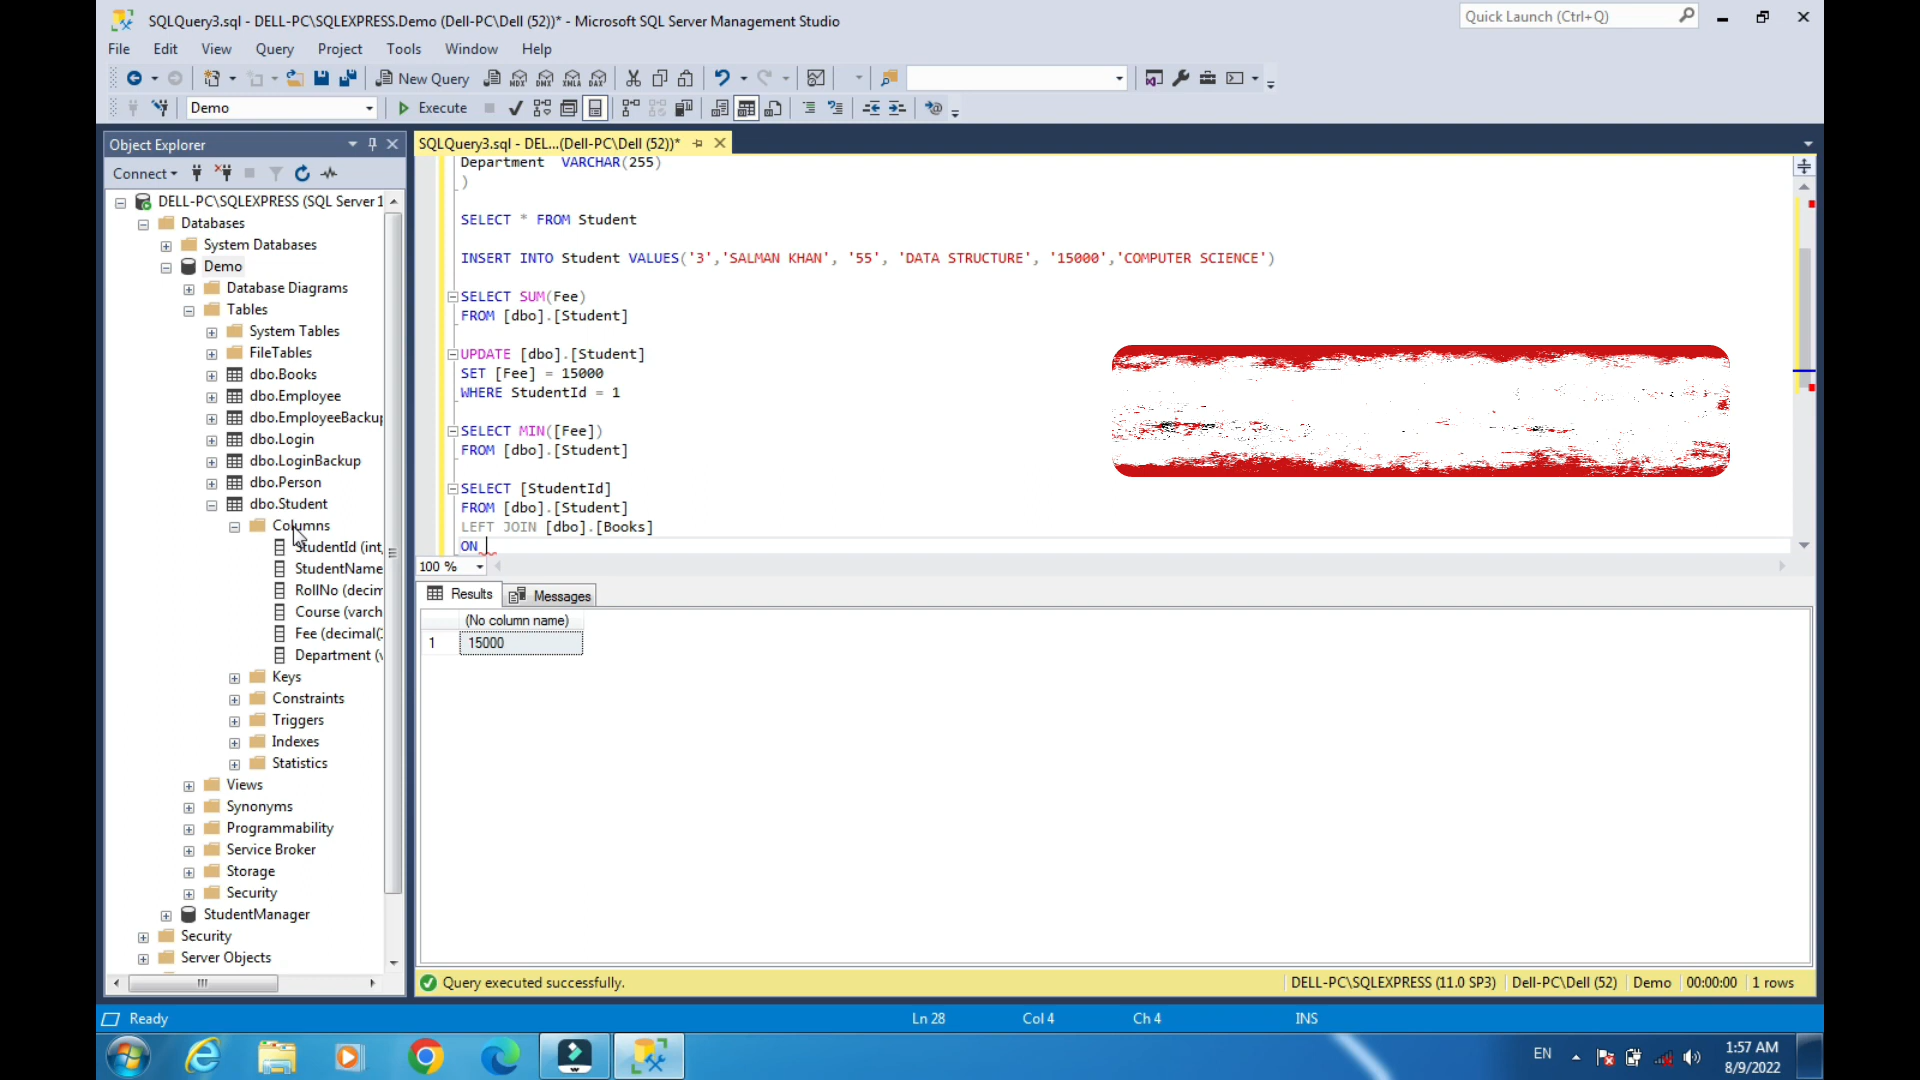 SQLQuery3.sql - DELL-PC\SQLEXPRESS.Demo (Dell-PC\Dell (52))* - Microsoft SQL Server Management Studio
Quick Launch (Ctrl+Q)
File Edit View Query Project Tools Window Help
New Query
MDX DMX XMLA DAX
Demo
Execute
Object Explorer
SQLQuery3.sql - DEL...(Dell-PC\Dell (52))*
Connect
DELL-PC\SQLEXPRESS (SQL Server 1
Databases
System Databases
Demo
Database Diagrams
Tables
System Tables
FileTables
dbo.Books
dbo.Employee
dbo.EmployeeBackup
dbo.Login
dbo.LoginBackup
dbo.Person
dbo.Student
Columns
StudentId (int,
StudentName
RollNo (decim
Course (varch
Fee (decimal(
Department (v
Keys
Constraints
Triggers
Indexes
Statistics
Views
Synonyms
Programmability
Service Broker
Storage
Security
StudentManager
Security
Server Objects
Department VARCHAR(255)
)
SELECT * FROM Student
INSERT INTO Student VALUES('3','SALMAN KHAN', '55', 'DATA STRUCTURE', '15000','COMPUTER SCIENCE')
SELECT SUM(Fee)
FROM [dbo].[Student]
UPDATE [dbo].[Student]
SET [Fee] = 15000
WHERE StudentId = 1
SELECT MIN([Fee])
FROM [dbo].[Student]
SELECT [StudentId]
FROM [dbo].[Student]
LEFT JOIN [dbo].[Books]
ON
100 %
Results Messages
(No column name)
1 15000
Query executed successfully.
DELL-PC\SQLEXPRESS (11.0 SP3) Dell-PC\Dell (52) Demo 00:00:00 1 rows
Ready Ln 28 Col 4 Ch 4 INS
EN
1:57 AM
8/9/2022